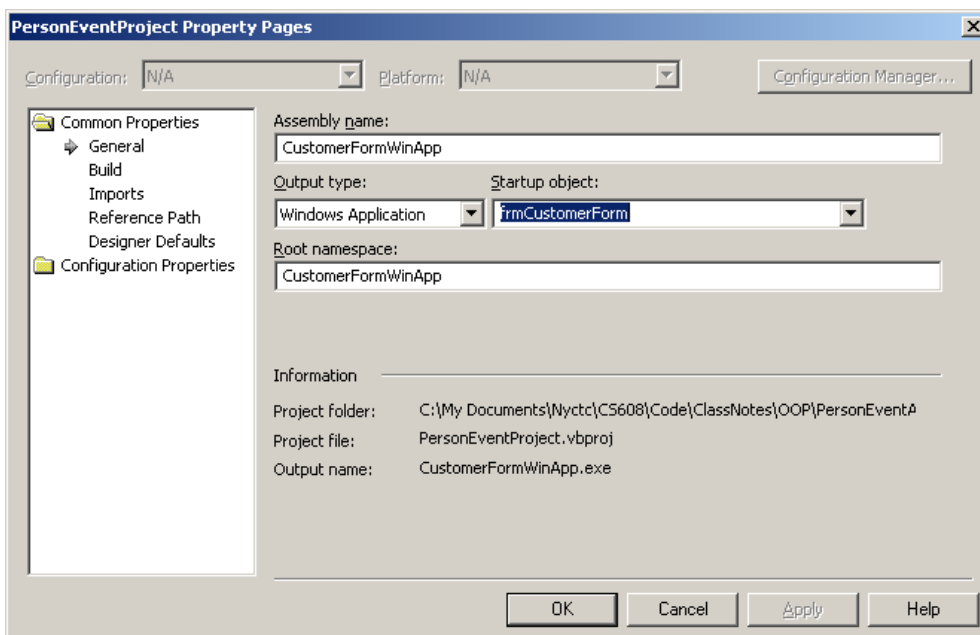 PersonEventProject Property Pages
Configuration: N/A Platform: N/A Configuration Manager...
Common Properties
General
Build
Imports
Reference Path
Designer Defaults
Configuration Properties
Assembly name:
CustomerFormWinApp
Output type: Startup object:
Windows Application frmCustomerForm
Root namespace:
CustomerFormWinApp
Information
Project folder: C:\My Documents\Nyctc\CS608\Code\ClassNotes\OOP\PersonEventA
Project file: PersonEventProject.vbproj
Output name: CustomerFormWinApp.exe
OK Cancel Apply Help